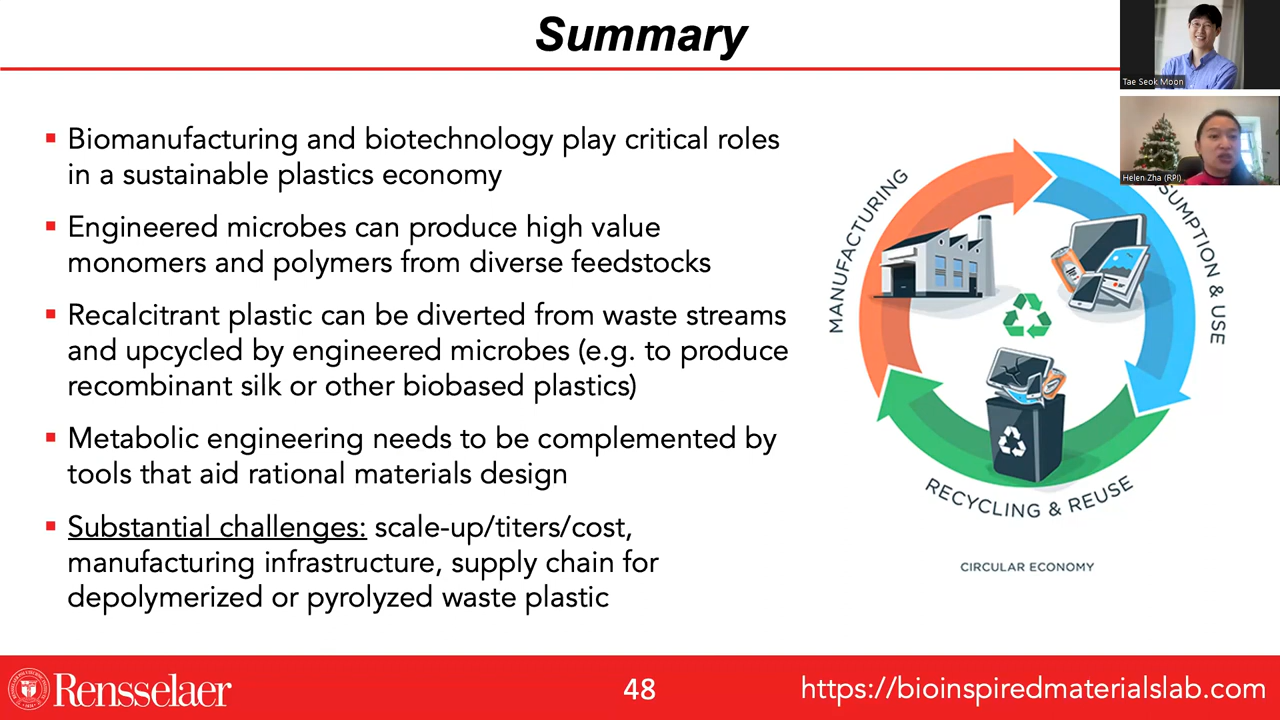 Summary
Tae Seok Moon
Helen Zha (RPI)
▪ Biomanufacturing and biotechnology play critical roles
in a sustainable plastics economy
▪ Engineered microbes can produce high value
monomers and polymers from diverse feedstocks
▪ Recalcitrant plastic can be diverted from waste streams
and upcycled by engineered microbes (e.g. to produce
recombinant silk or other biobased plastics)
▪ Metabolic engineering needs to be complemented by
tools that aid rational materials design
▪ Substantial challenges: scale-up/titers/cost,
manufacturing infrastructure, supply chain for
depolymerized or pyrolyzed waste plastic
MANUFACTURING
SUMPTION & USE
RECYCLING & REUSE
CIRCULAR ECONOMY
Rensselaer
48
https://bioinspiredmaterialslab.com